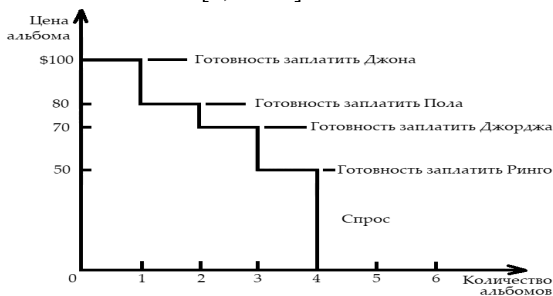 Цена
альбома
$100
Готовность заплатить Джона
80
Готовность заплатить Пола
70
Готовность заплатить Джорджа
50
Готовность заплатить Ринго
Спрос
0 1 2 3 4 5 6
Количество
альбомов